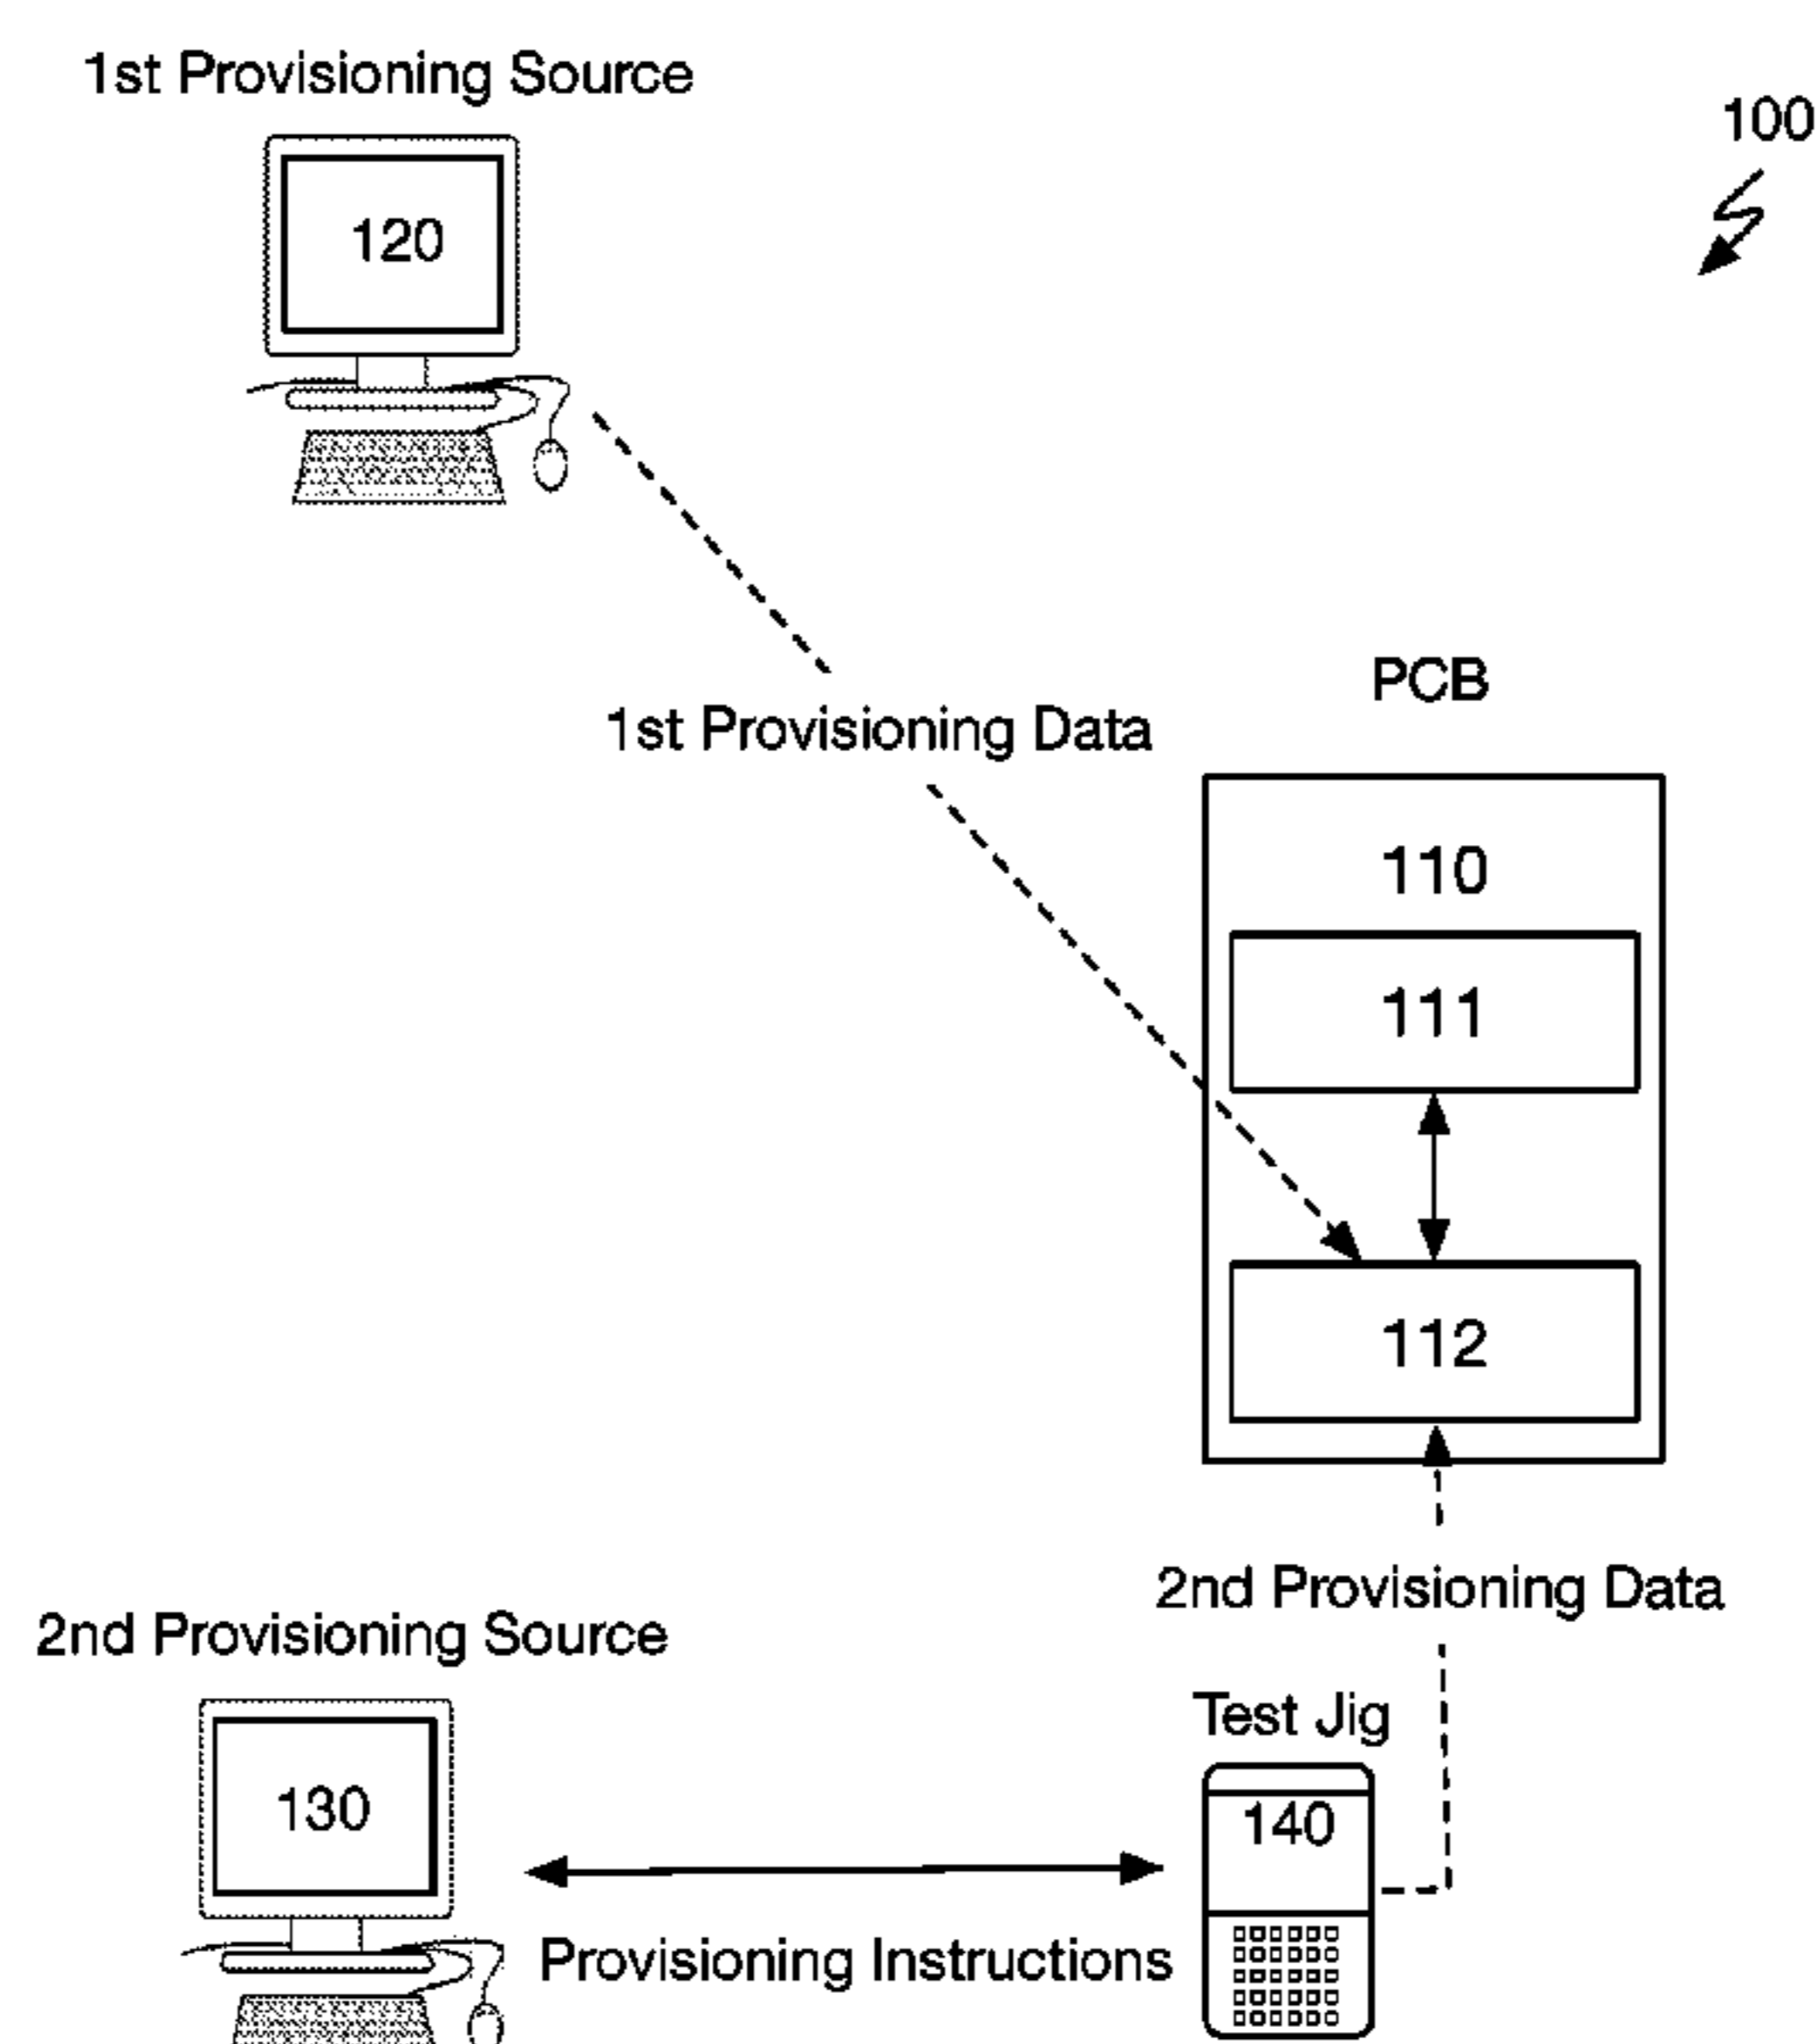 1st Provisioning Source
100
120
PCB
1st Provisioning Data
110
111
112
2nd Provisioning Data
2nd Provisioning Source
Test Jig
130
140
Provisioning Instructions